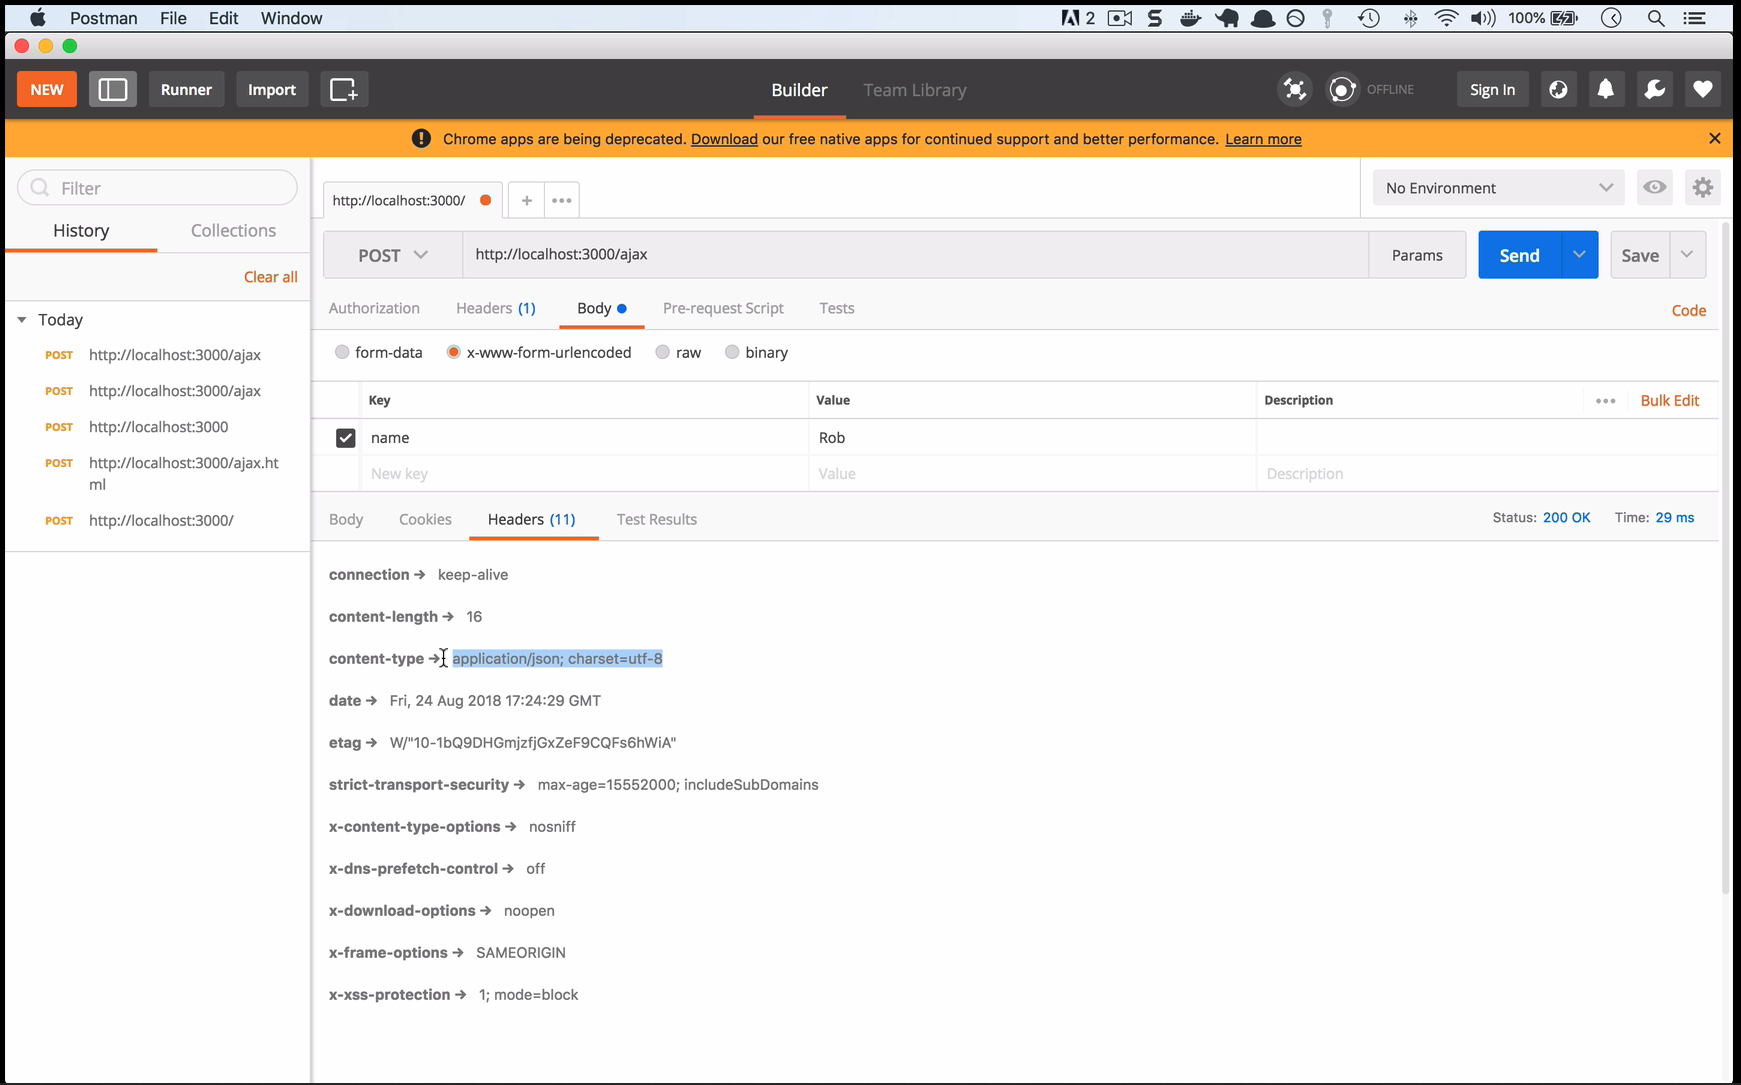 Postman File Edit Window 2 100%
NEW Runner Import Builder Team Library OFFLINE Sign In
Chrome apps are being deprecated. Download our free native apps for continued support and better performance. Learn more
Filter
http://localhost:3000/
No Environment
History Collections
POST http://localhost:3000/ajax Params Send Save
Clear all
Authorization Headers (1) Body Pre-request Script Tests Code
Today
form-data x-www-form-urlencoded raw binary
POST http://localhost:3000/ajax
POST http://localhost:3000/ajax
POST http://localhost:3000
POST http://localhost:3000/ajax.ht
ml
POST http://localhost:3000/
Key Value Description Bulk Edit
name Rob
New key Value Description
Body Cookies Headers (11) Test Results Status: 200 OK Time: 29 ms
connection → keep-alive
content-length → 16
content-type → application/json; charset=utf-8
date → Fri, 24 Aug 2018 17:24:29 GMT
etag → W/"10-1bQ9DHGmjzfjGxZeF9CQFs6hWiA"
strict-transport-security → max-age=15552000; includeSubDomains
x-content-type-options → nosniff
x-dns-prefetch-control → off
x-download-options → noopen
x-frame-options → SAMEORIGIN
x-xss-protection → 1; mode=block